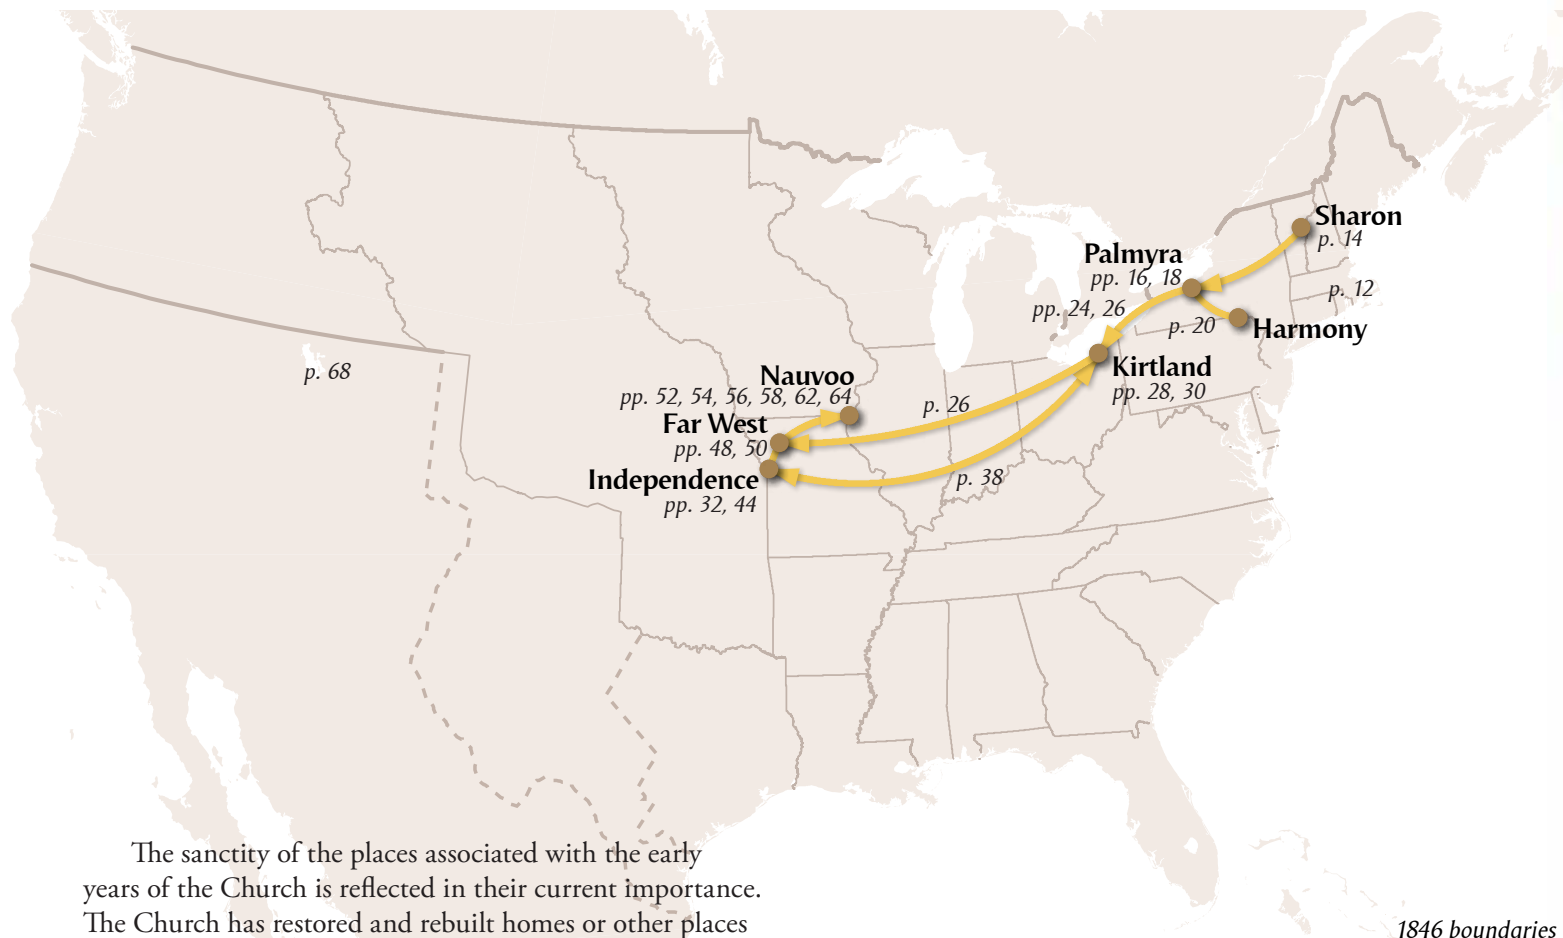 Sharon
p. 14
Palmyra
pp. 16, 18
p. 12
pp. 24, 26
p. 20
Harmony
Kirtland
pp. 28, 30
p. 68
Nauvoo
pp. 52, 54, 56, 58, 62, 64
p. 26
Far West
pp. 48, 50
Independence
pp. 32, 44
p. 38
The sanctity of the places associated with the early
years of the Church is reflected in their current importance.
The Church has restored and rebuilt homes or other places
1846 boundaries